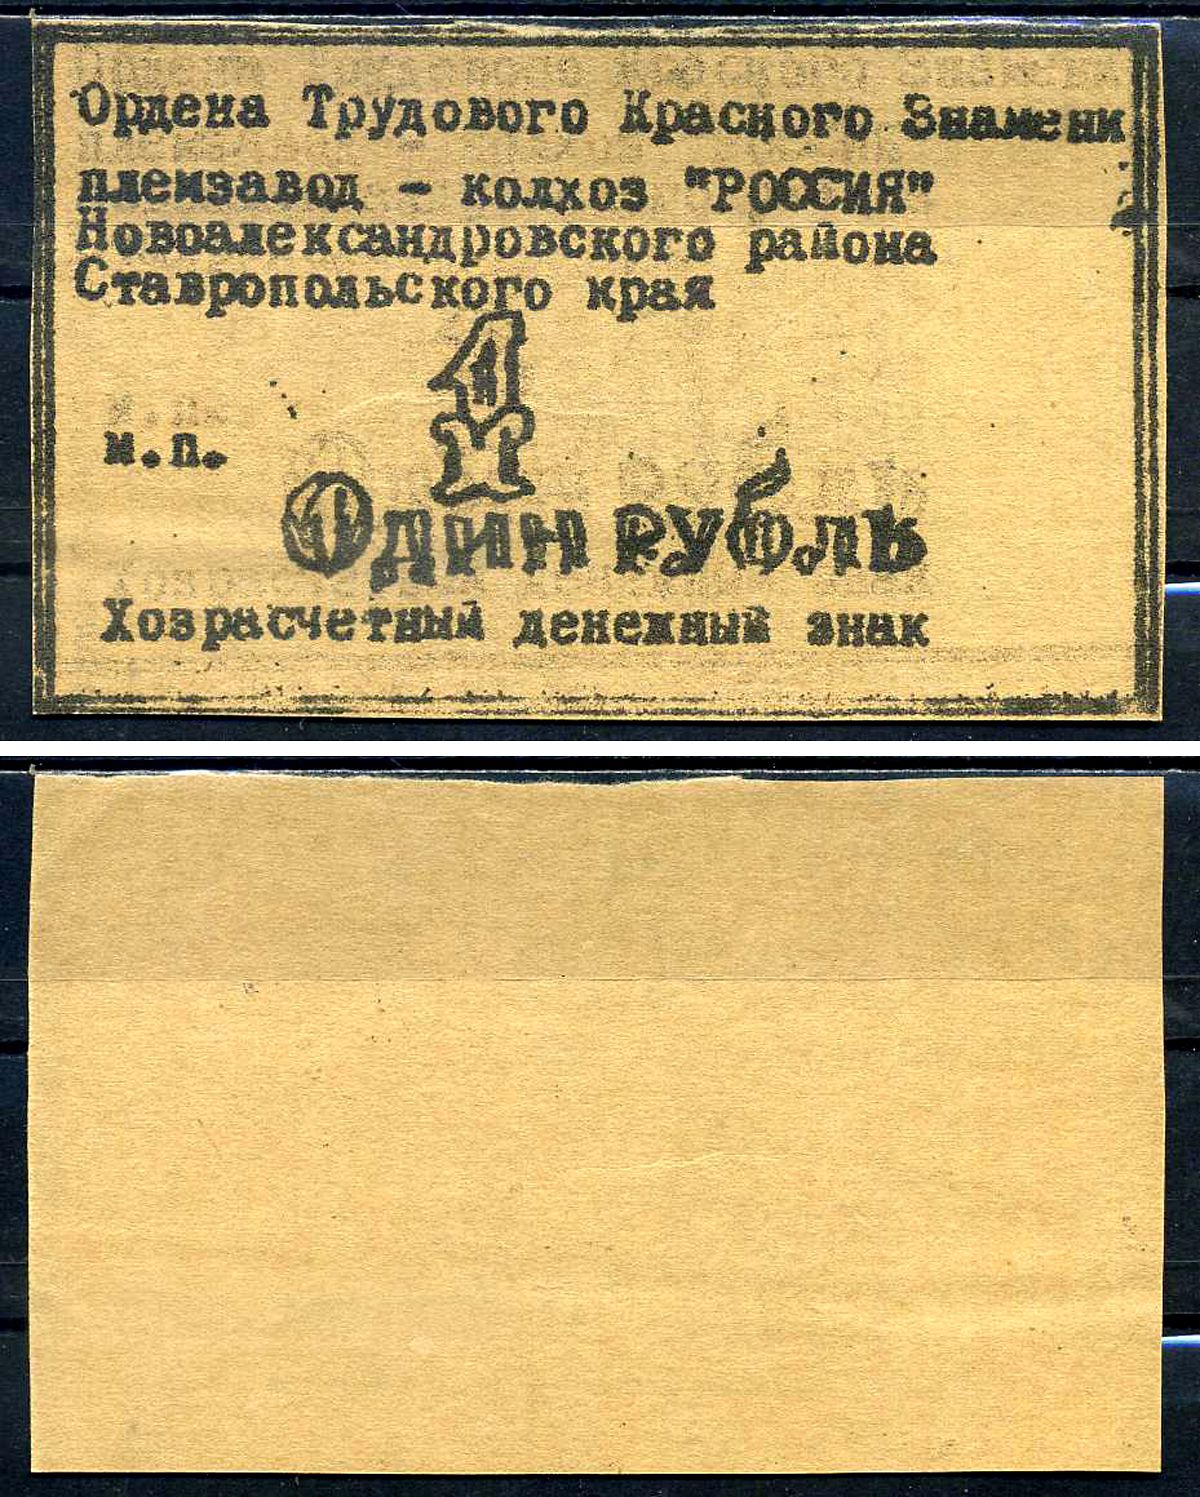 Ордена Трудового Красного Знамени
племзавод - колхоз "РОССИЯ"
Новоалександровского района
Ставропольского края
1
м.п.
Один рубль
Хозрасчетный денежный знак